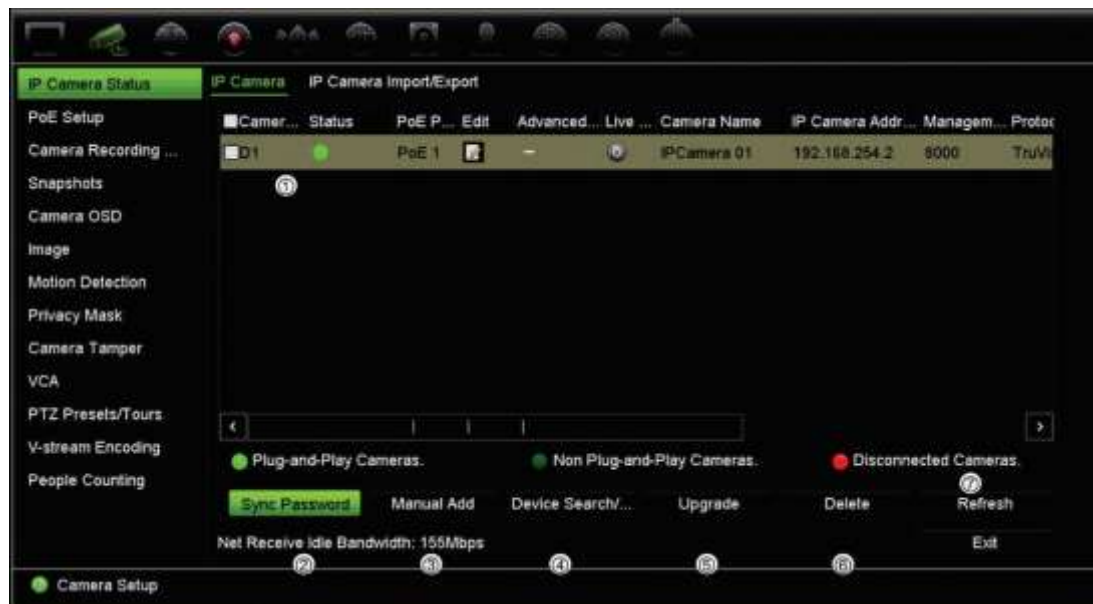 IP Camera Status
IP Camera IP Camera Import/Export
PoE Setup
Camer... Status PoE P... Edit Advanced... Live ... Camera Name IP Camera Addr... Managem... Protoc
Camera Recording ...
D1 PoE 1 – IPCamera 01 192.168.254.2 8000 TruVi
Snapshots
①
Camera OSD
Image
Motion Detection
Privacy Mask
Camera Tamper
VCA
PTZ Presets/Tours
V-stream Encoding
Plug-and-Play Cameras. Non Plug-and-Play Cameras. Disconnected Cameras.
People Counting
⑦
Sync Password Manual Add Device Search/... Upgrade Delete Refresh
Net Receive Idle Bandwidth: 155Mbps Exit
② ③ ④ ⑤ ⑥
Camera Setup